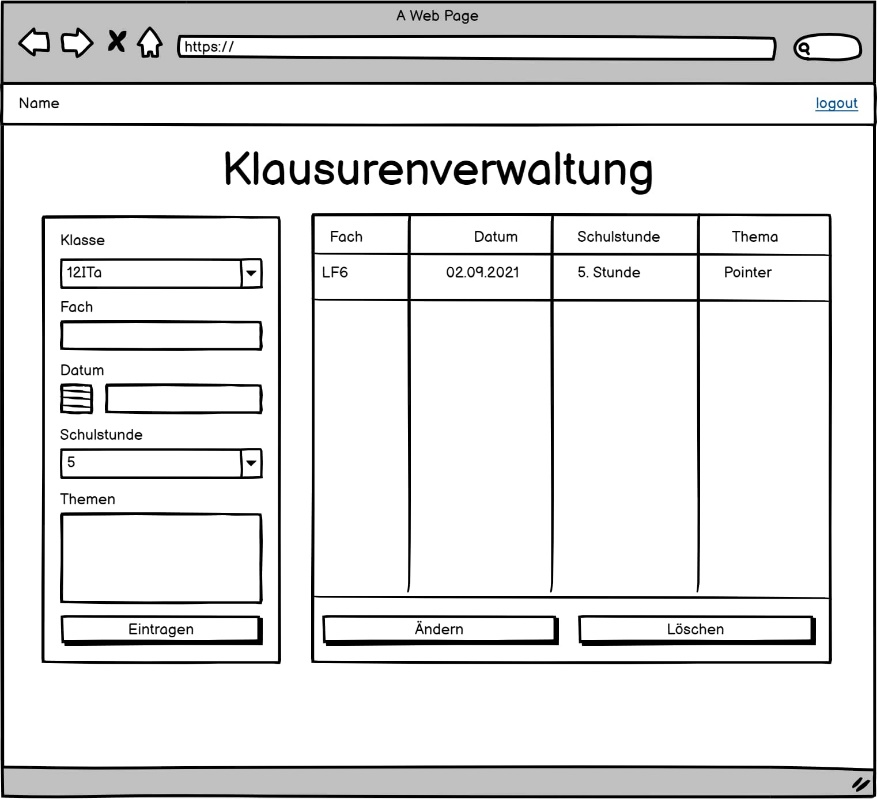 A Web Page
https://
Name
logout
Klausurenverwaltung
Klasse
12ITa
Fach
Datum
Schulstunde
5
Themen
Eintragen
Fach Datum Schulstunde Thema
LF6 02.09.2021 5. Stunde Pointer
Ändern Löschen